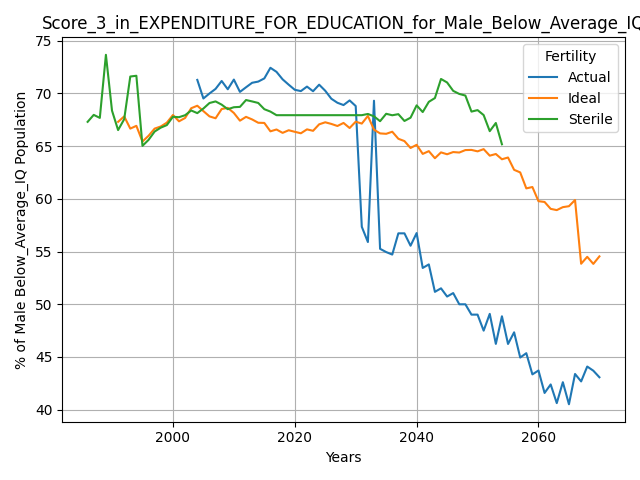 Score_3_in_EXPENDITURE_FOR_EDUCATION_for_Male_Below_Average_IQ
75
70
65
60
55
50
45
40
% of Male Below_Average_IQ Population
Fertility
Actual
Ideal
Sterile
2000
2020
2040
2060
Years